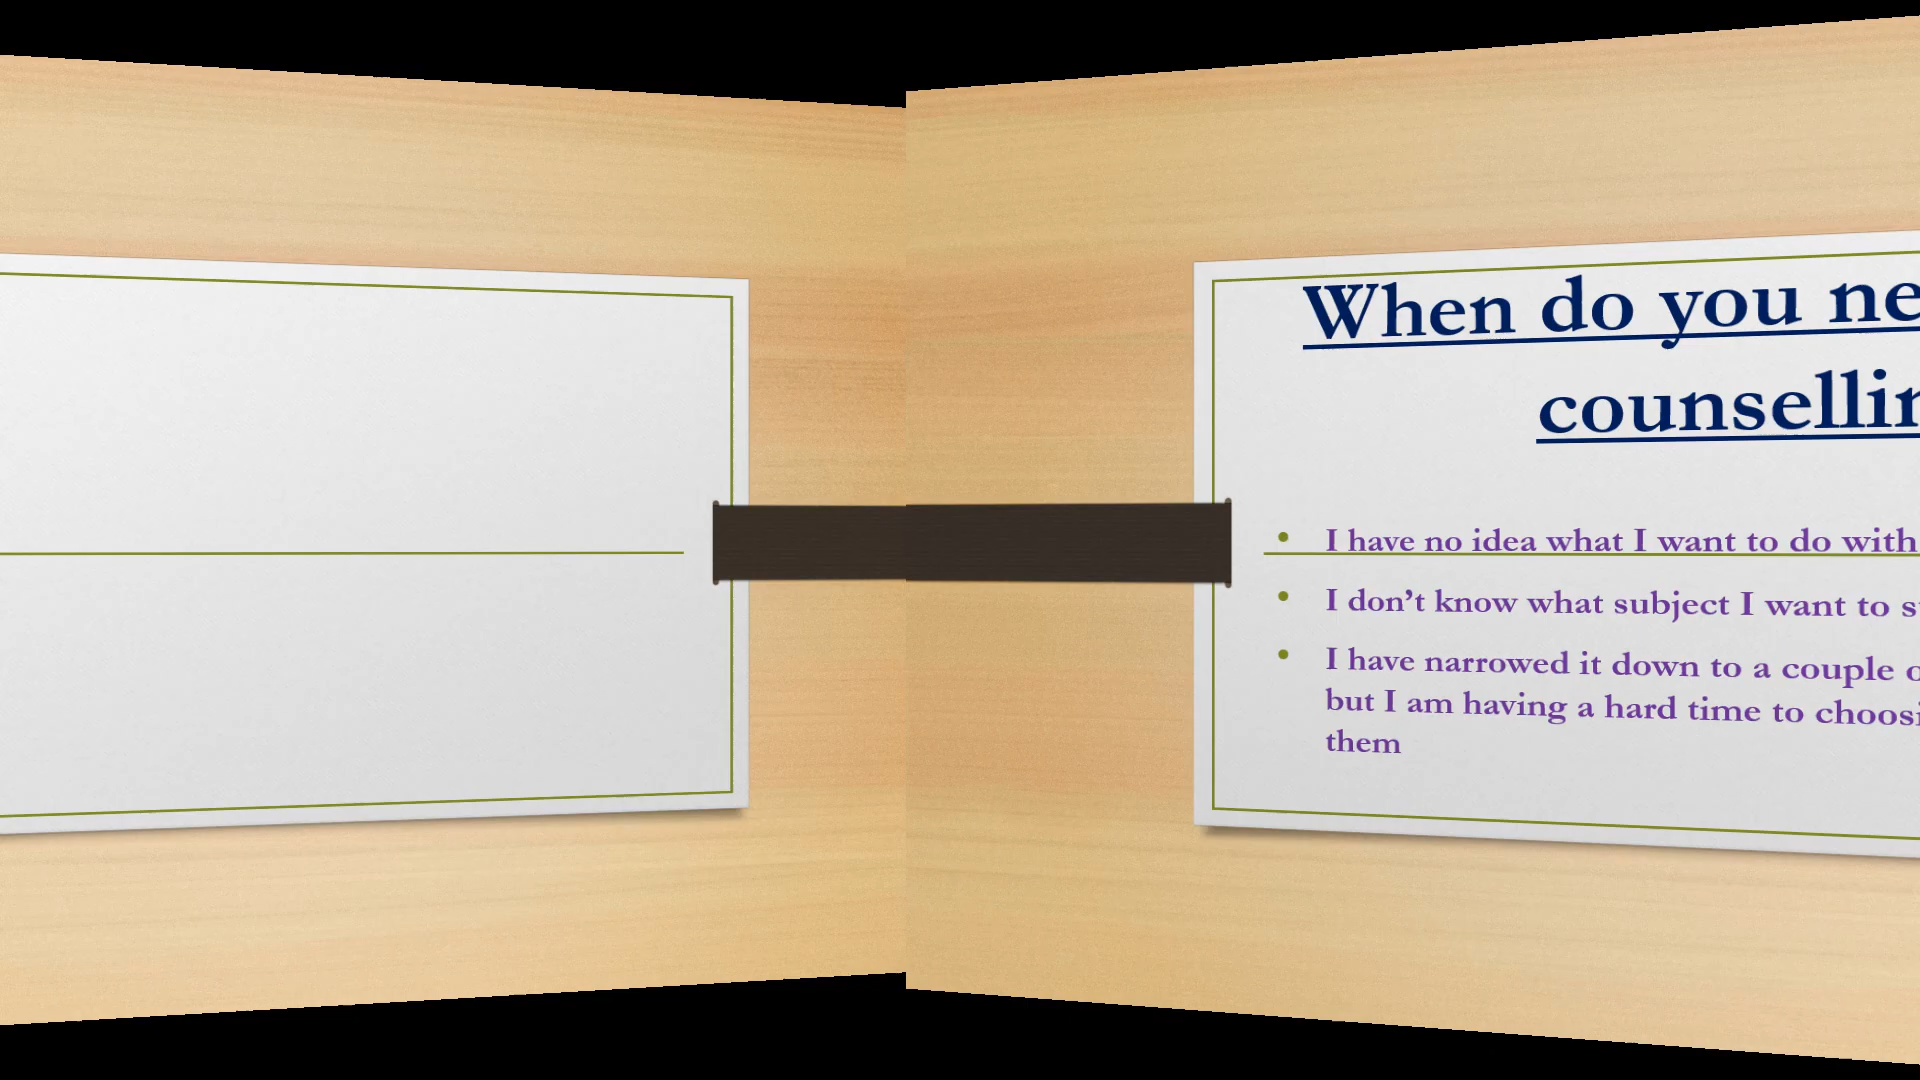 When do you ne
counsellin
• I have no idea what I want to do with
• I don't know what subject I want to s
• I have narrowed it down to a couple o
but I am having a hard time to choosi
them